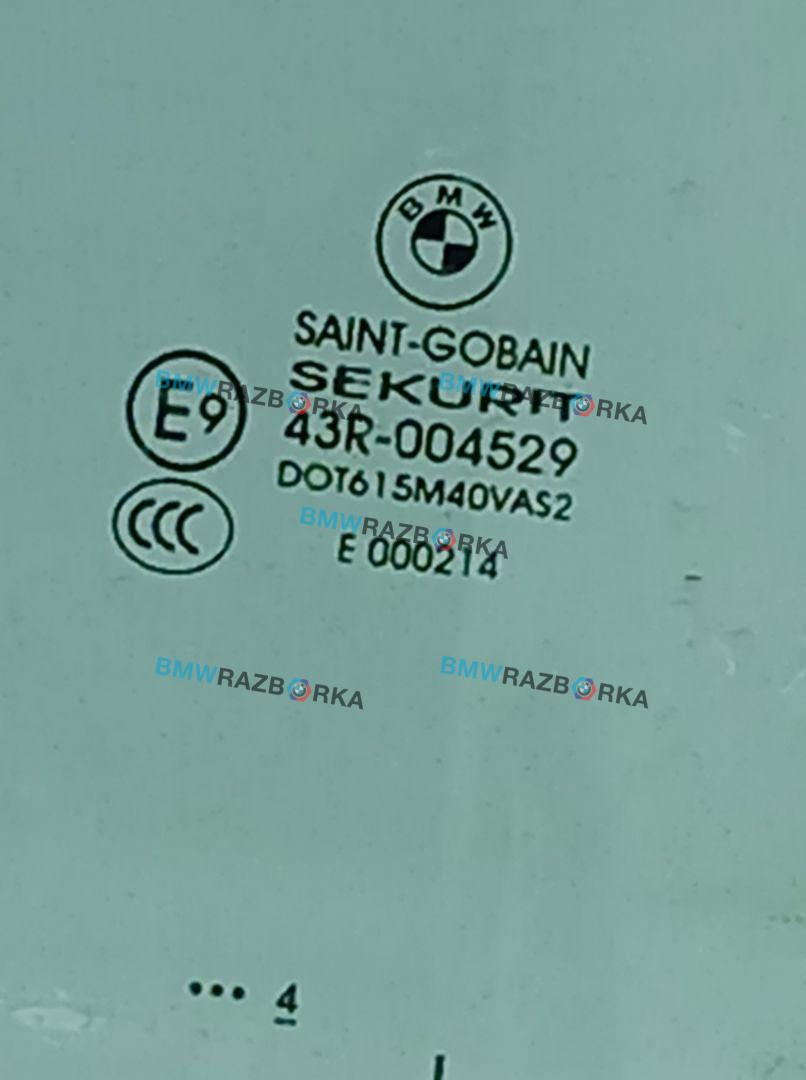 BMW
SAINT-GOBAIN
SEKURIT
E9
43R-004529
DOT615M40VAS2
CCC
E 000214
BMWRAZBORKA
BMWRAZBORKA
BMWRAZBORKA
BMWRAZBORKA
BMWRAZBORKA
... 4